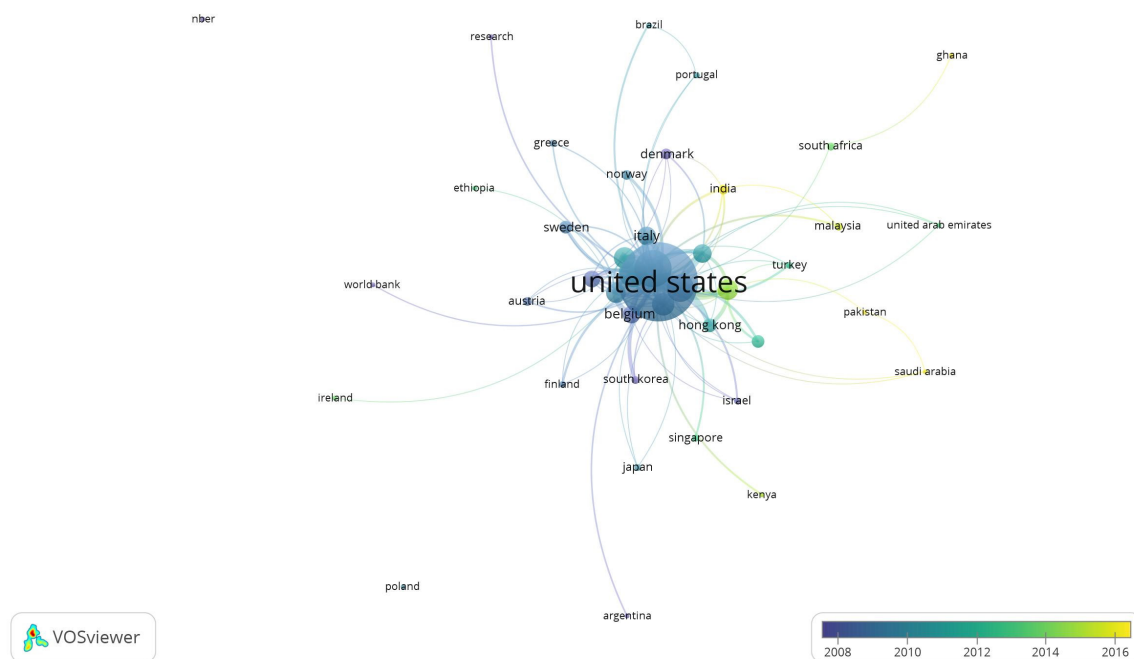 nber
research
brazil
ghana
portugal
greece
denmark
south africa
norway
ethiopia
india
sweden
italy
malaysia
united arab emirates
turkey
united states
world bank
austria
belgium
hong kong
pakistan
saudi arabia
finland
south korea
ireland
israel
singapore
japan
kenya
poland
argentina
VOSviewer
2008 2010 2012 2014 2016